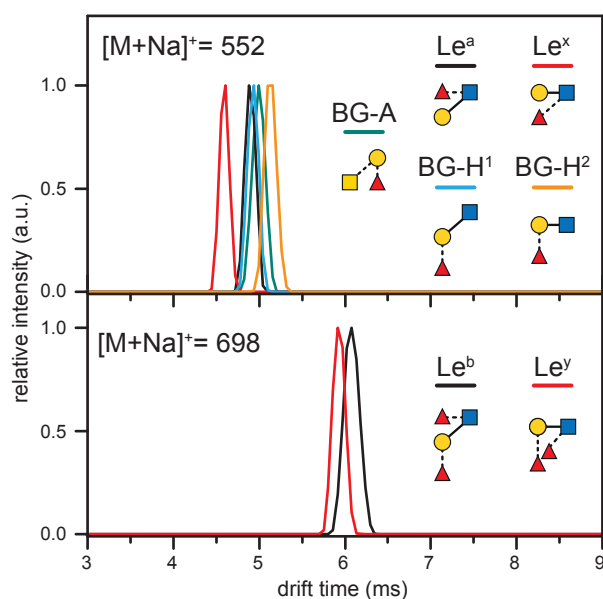 [M+Na]⁺= 552
Leᵃ
Leˣ
BG-A
BG-H¹
BG-H²
1.0
0.5
0.0
relative intensity (a.u.)
[M+Na]⁺= 698
Leᵇ
Leʸ
1.0
0.5
0.0
3 4 5 6 7 8 9
drift time (ms)